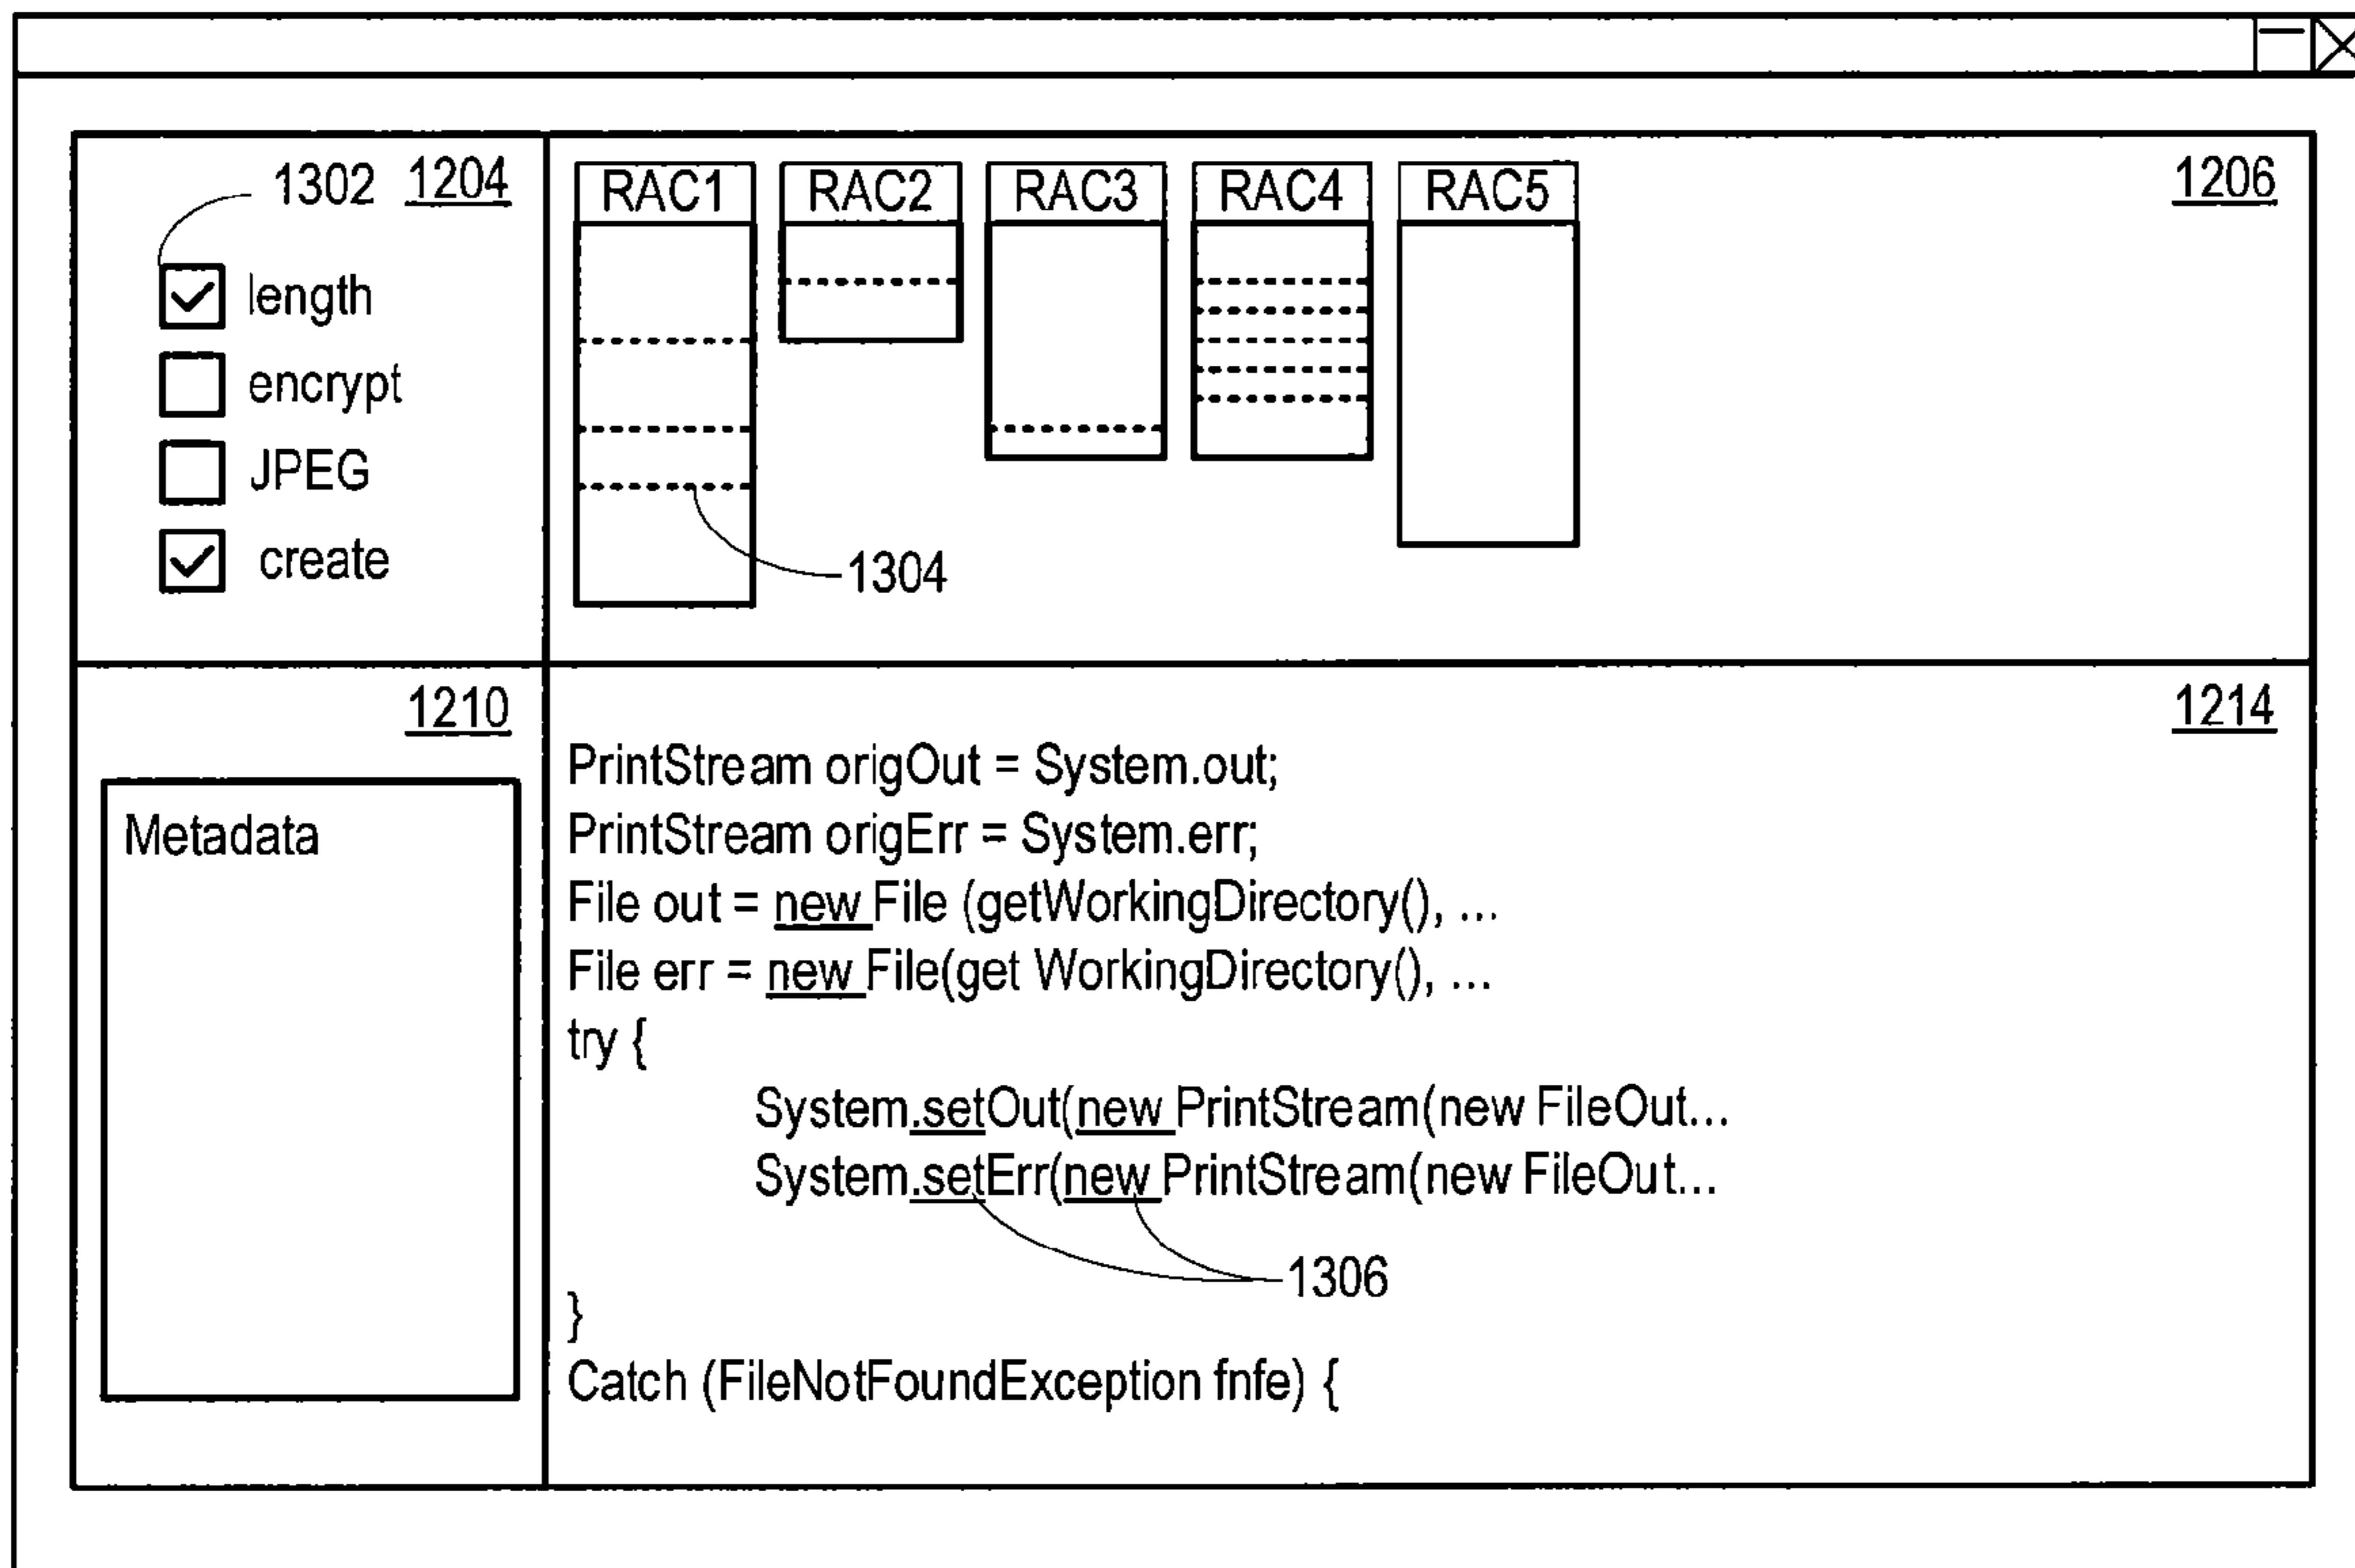 1302 1204
length
encrypt
JPEG
create
RAC1 RAC2 RAC3 RAC4 RAC5 1206
1304
1210
Metadata
1214
PrintStream origOut = System.out;
PrintStream origErr = System.err;
File out = new File (getWorkingDirectory(), ...
File err = new File(get WorkingDirectory(), ...
try {
System.setOut(new PrintStream(new FileOut...
System.setErr(new PrintStream(new FileOut...
1306
}
Catch (FileNotFoundException fnfe) {